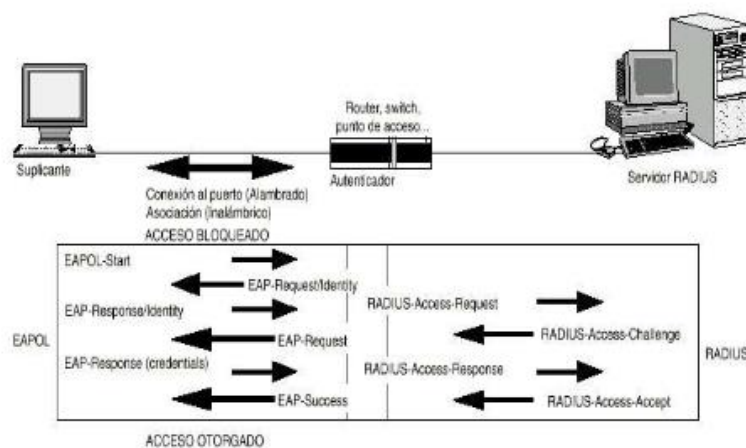 Router, switch,
punto de acceso...
Suplicante
Autenticador
Servidor RADIUS
Conexión al puerto (Alambrado)
Asociación (Inalámbrico)
ACCESO BLOQUEADO
EAPOL-Start
EAP-Request/Identity
EAP-Response/Identity
RADIUS-Access-Request
EAPOL
EAP-Request
RADIUS-Access-Challenge
RADIUS
EAP-Response (credentials)
RADIUS-Access-Response
EAP-Success
RADIUS-Access-Accept
ACCESO OTORGADO